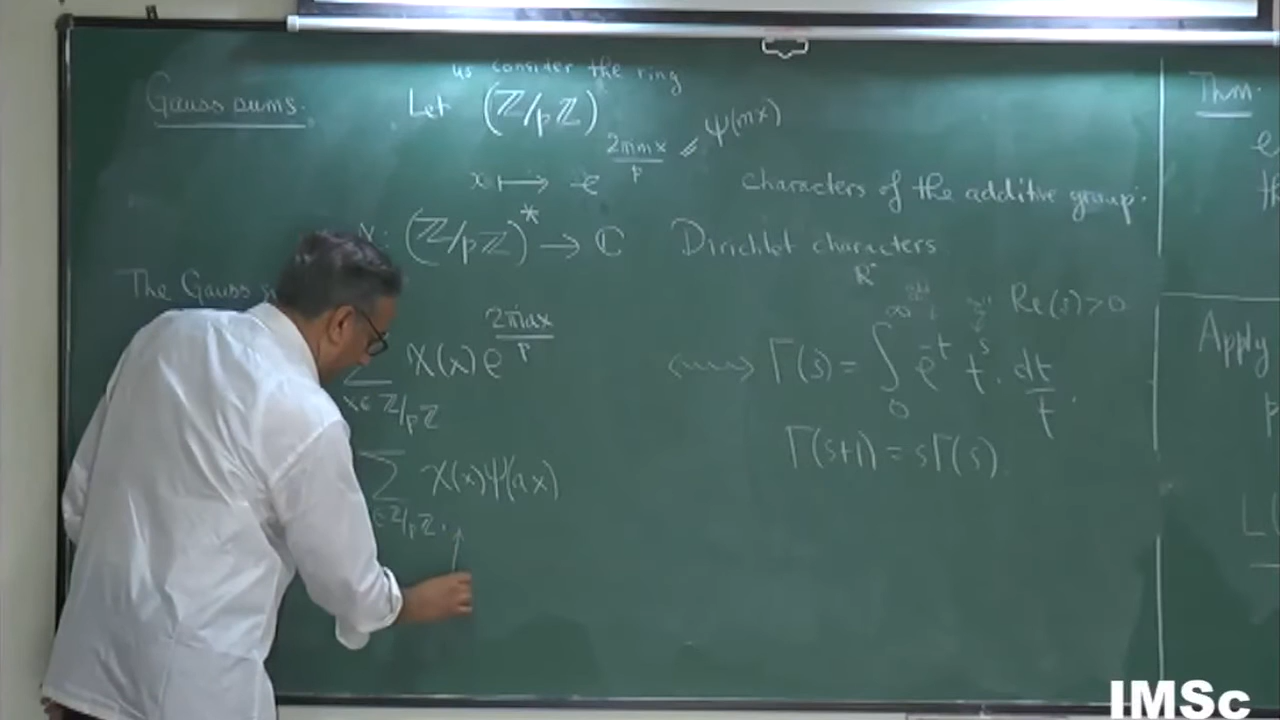 us consider the ring
Gauss sums.
Let (ℤ/pℤ)
x ↦ e^{2πimx/p} = ψ(mx)
characters of the additive group.
χ: (ℤ/pℤ)* → ℂ Dirichlet characters
The Gauss
∑_{x∈ℤ/pℤ} χ(x) e^{2πiax/p}
⟷ Γ(s) = ∫_0^∞ e^{-t} t^s · dt/t.
Re(s)>0
∑_{∈ℤ/pℤ.} χ(x)ψ(ax)
Γ(s+1) = sΓ(s).
Thm.
Apply
L(
IMSc